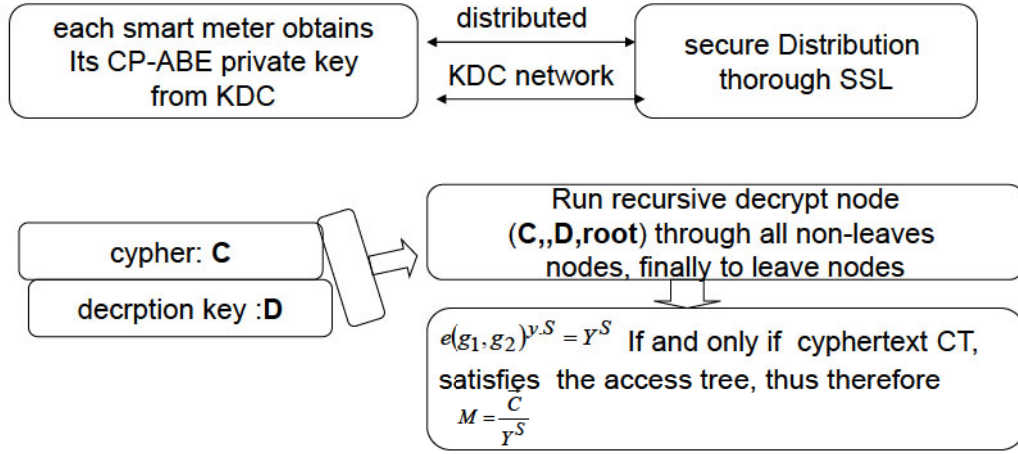 each smart meter obtains
Its CP-ABE private key
from KDC
distributed
KDC network
secure Distribution
thorough SSL
cypher: C
decrption key :D
Run recursive decrypt node
(C,,D,root) through all non-leaves
nodes, finally to leave nodes
e(g₁,g₂)^y.S = Y^S If and only if cyphertext CT,
satisfies the access tree, thus therefore
M = C⃗ / Y^S